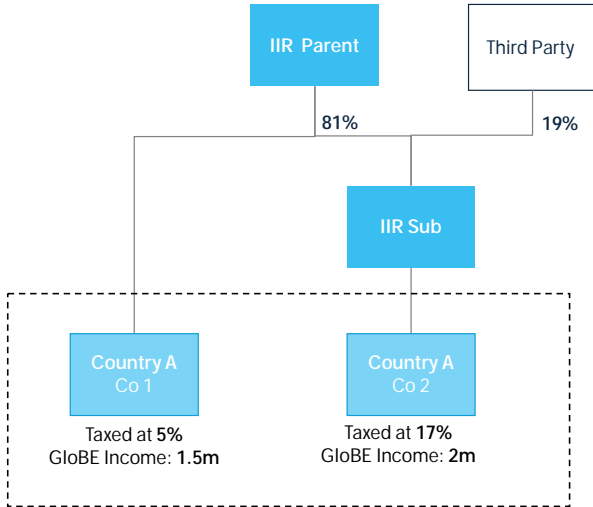 IIR Parent
Third Party
81%
19%
IIR Sub
Country A
Co 1
Country A
Co 2
Taxed at 5%
GloBE Income: 1.5m
Taxed at 17%
GloBE Income: 2m